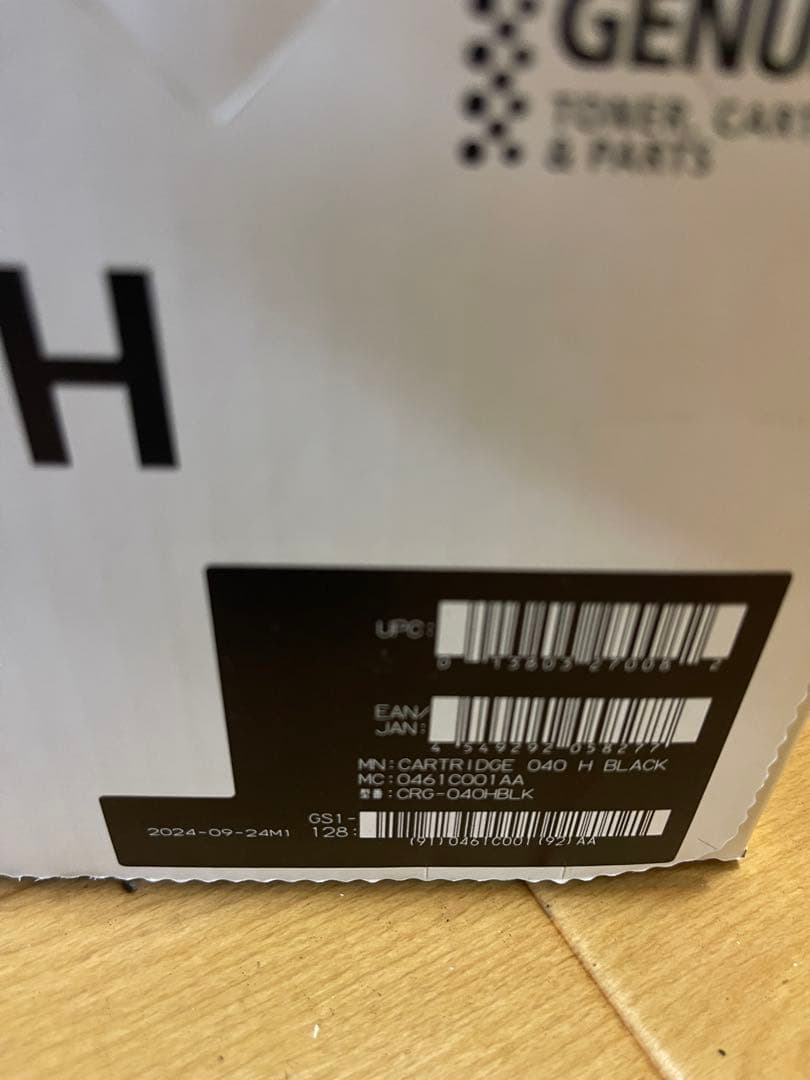 GENU
TONER, CART
& PARTS
H
UPC:
0 13803 27008 2
EAN/
JAN:
4 549292 058277
MN:CARTRIDGE 040 H BLACK
MC:0461C001AA
型番:CRG-040HBLK
2024-09-24M1
GS1-
128:
(91)0461C001(92)AA